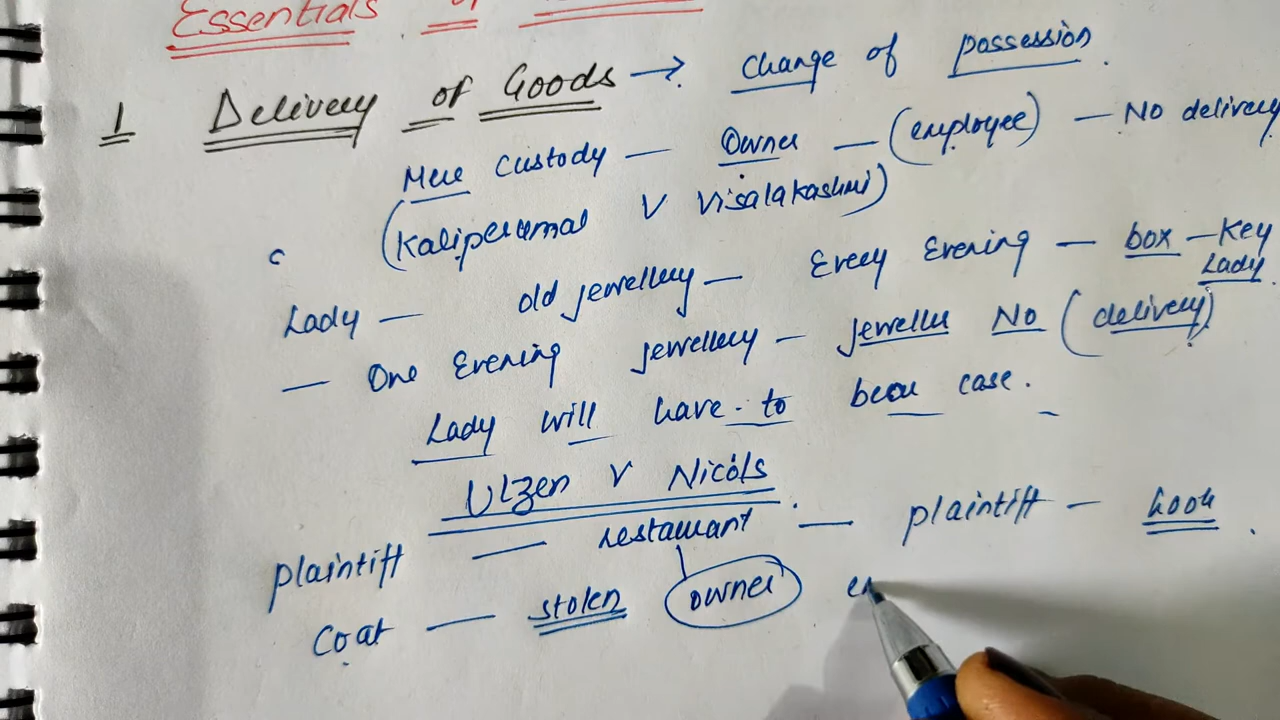 Essentials of
1 Delivery of Goods → Change of possession.
Mere custody — Owner — (employee) — No delivery
(Kaliperumal V Visalakashmi)
Lady — old jewellery — Every Evening — box — Key Lady.
— One Evening jewellery — jeweller No (delivery)
Lady will have to bear case.
Ulzen V Nicols.
plaintiff — restaurant — plaintiff — hook.
Coat — stolen owner